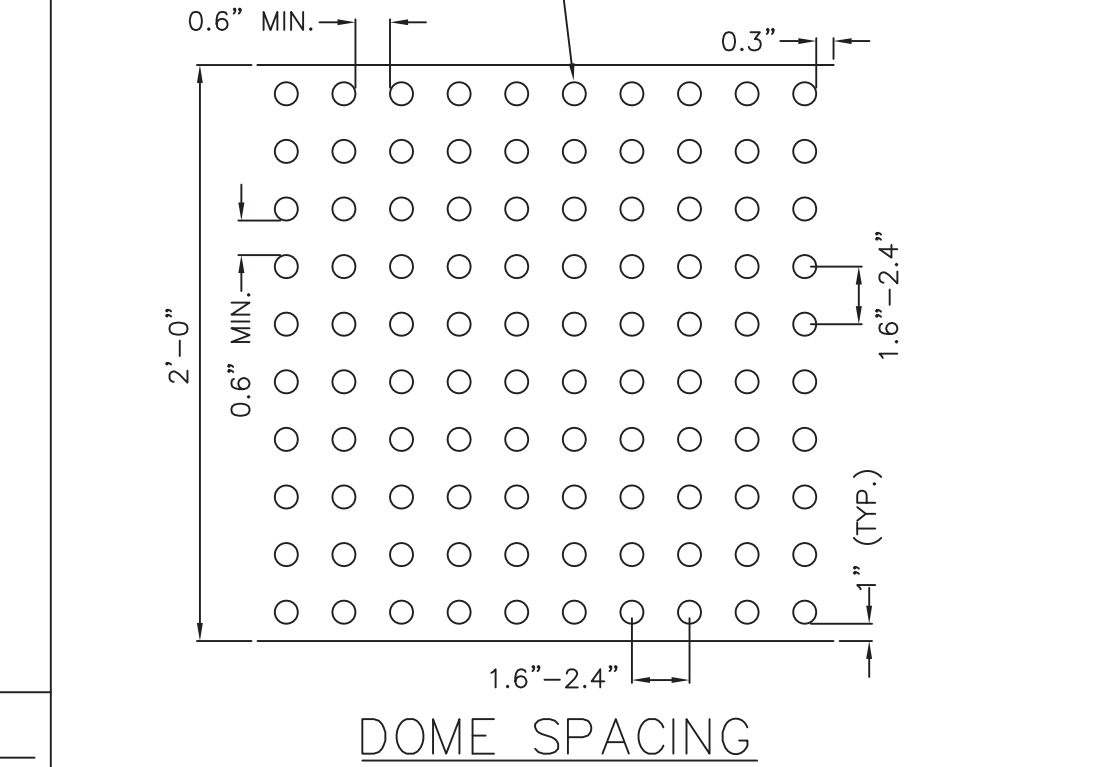 0.6" MIN.
0.3"
2'-0"
0.6" MIN.
1.6"-2.4"
1" (TYP.)
1.6"-2.4"
DOME SPACING